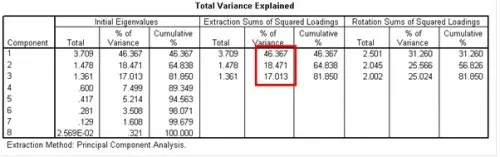 Total Variance Explained
Initial Eigenvalues Extraction Sums of Squared Loadings Rotation Sums of Squared Loadings
% of Cumulative % of Cumulative % of Cumulative
Component Total Variance % Total Variance % Total Variance %
1 3.709 46.367 46.367 3.709 46.367 46.367 2.501 31.260 31.260
2 1.478 18.471 64.838 1.478 18.471 64.838 2.045 25.566 56.826
3 1.361 17.013 81.850 1.361 17.013 81.850 2.002 25.024 81.850
4 .600 7.499 89.349
5 .417 5.214 94.563
6 .281 3.508 98.071
7 .129 1.608 99.679
8 2.569E-02 .321 100.000
Extraction Method: Principal Component Analysis.